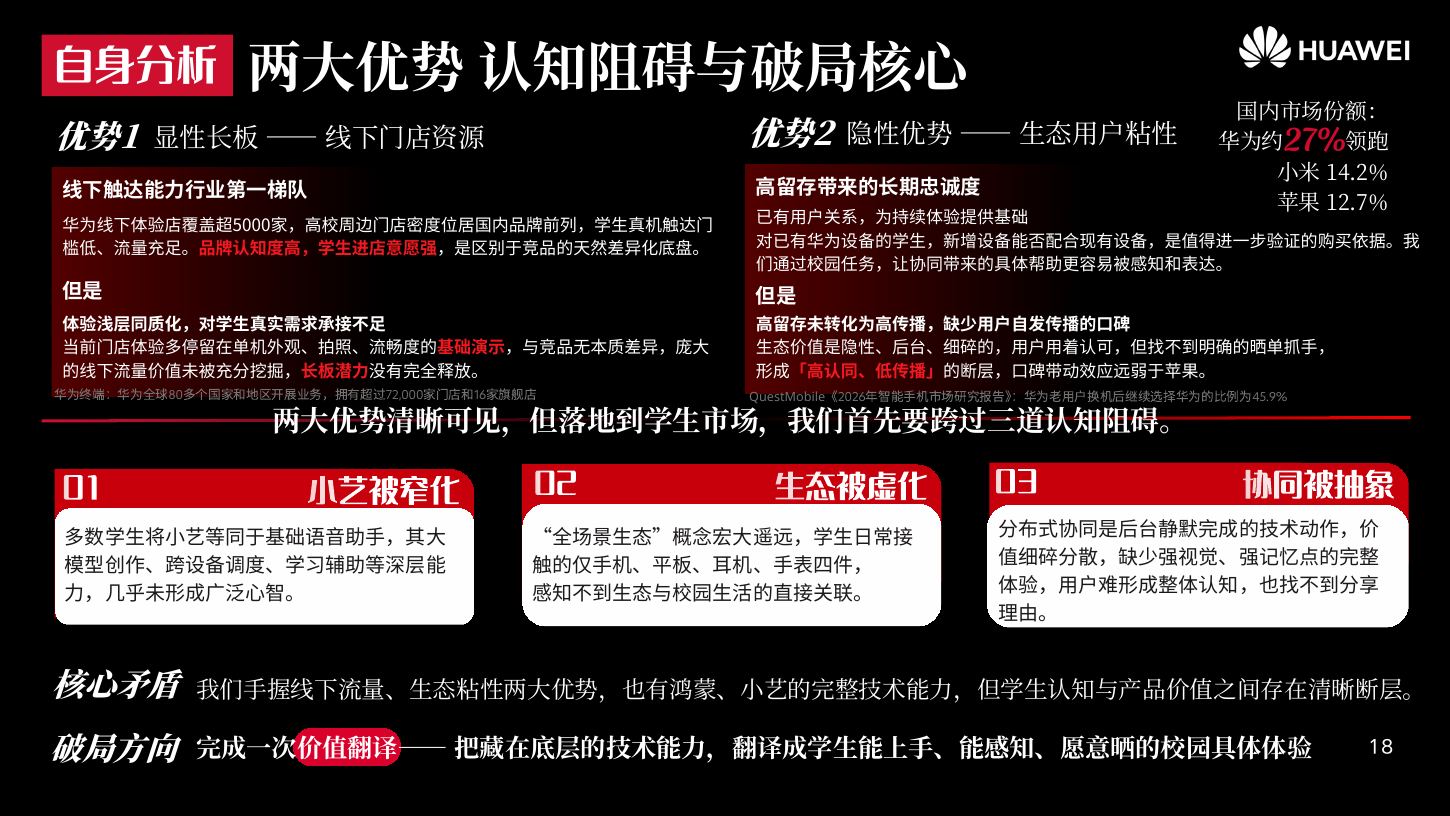 自身分析 两大优势 认知阻碍与破局核心
HUAWEI
优势1 显性长板 —— 线下门店资源
线下触达能力行业第一梯队
华为线下体验店覆盖超5000家，高校周边门店密度位居国内品牌前列，学生真机触达门
槛低、流量充足。品牌认知度高，学生进店意愿强，是区别于竞品的天然差异化底盘。
但是
体验浅层同质化，对学生真实需求承接不足
当前门店体验多停留在单机外观、拍照、流畅度的基础演示，与竞品无本质差异，庞大
的线下流量价值未被充分挖掘，长板潜力没有完全释放。
华为终端：华为全球80多个国家和地区开展业务，拥有超过72,000家门店和16家旗舰店
优势2 隐性优势 —— 生态用户粘性
国内市场份额：
华为约27%领跑
小米 14.2%
苹果 12.7%
高留存带来的长期忠诚度
已有用户关系，为持续体验提供基础
对已有华为设备的学生，新增设备能否配合现有设备，是值得进一步验证的购买依据。我
们通过校园任务，让协同带来的具体帮助更容易被感知和表达。
但是
高留存未转化为高传播，缺少用户自发传播的口碑
生态价值是隐性、后台、细碎的，用户用着认可，但找不到明确的晒单抓手，
形成「高认同、低传播」的断层，口碑带动效应远弱于苹果。
QuestMobile《2026年智能手机市场研究报告》：华为老用户换机后继续选择华为的比例为45.9%
两大优势清晰可见，但落地到学生市场，我们首先要跨过三道认知阻碍。
01 小艺被窄化
多数学生将小艺等同于基础语音助手，其大
模型创作、跨设备调度、学习辅助等深层能
力，几乎未形成广泛心智。
02 生态被虚化
“全场景生态”概念宏大遥远，学生日常接
触的仅手机、平板、耳机、手表四件，
感知不到生态与校园生活的直接关联。
03 协同被抽象
分布式协同是后台静默完成的技术动作，价
值细碎分散，缺少强视觉、强记忆点的完整
体验，用户难形成整体认知，也找不到分享
理由。
核心矛盾 我们手握线下流量、生态粘性两大优势，也有鸿蒙、小艺的完整技术能力，但学生认知与产品价值之间存在清晰断层。
破局方向 完成一次价值翻译—— 把藏在底层的技术能力，翻译成学生能上手、能感知、愿意晒的校园具体体验
18